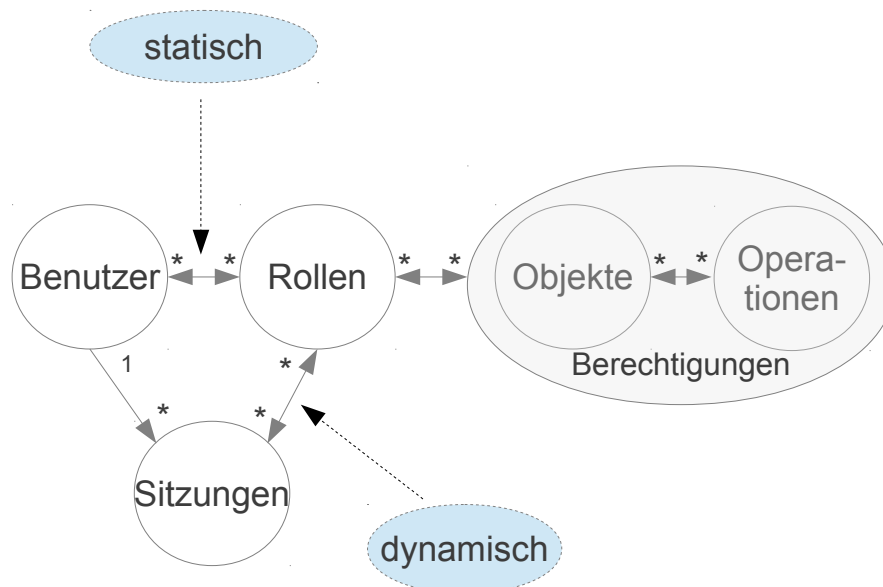 statisch
Benutzer
*
*
Rollen
*
*
Objekte
*
*
Opera-
tionen
Berechtigungen
1
*
*
*
Sitzungen
dynamisch